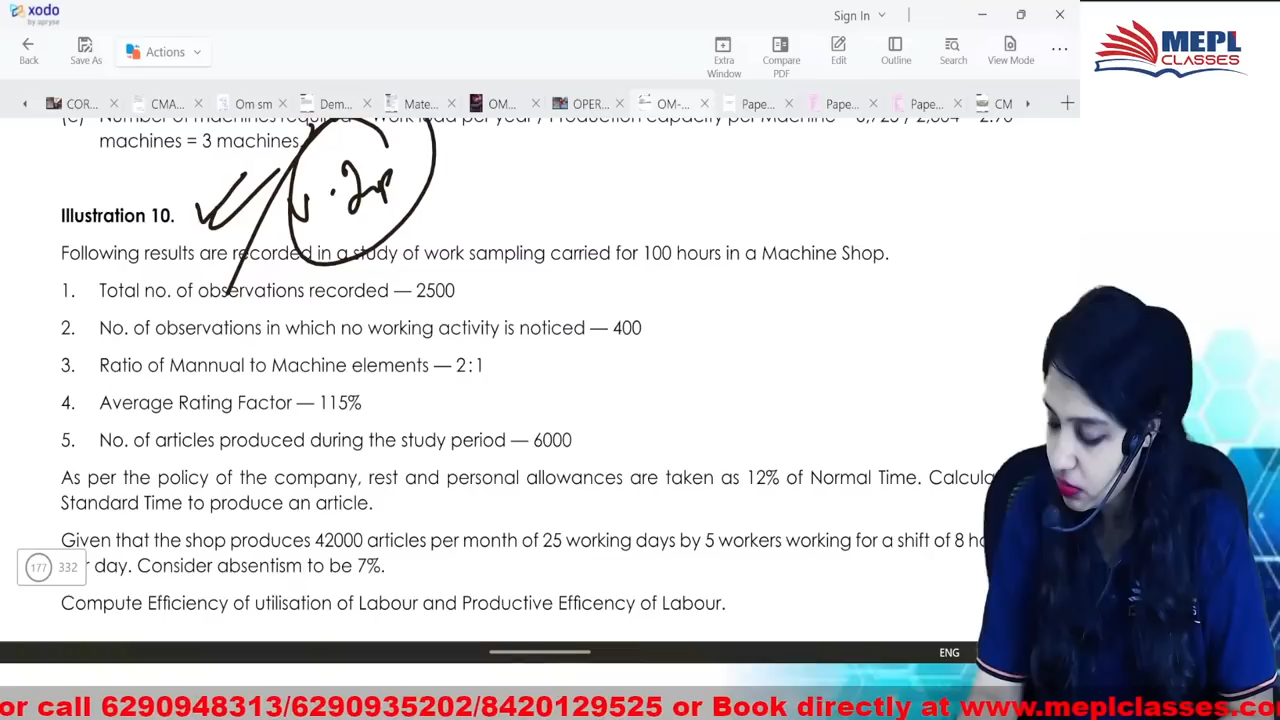 xodo
by apryse
Sign In
Back
Save As
Actions
Extra Window
Compare PDF
Edit
Outline
Search
View Mode
MEPL
CLASSES
COR...
CMA...
Om sm
Dem...
Mate...
OM...
OPER...
OM-...
Pape...
Pape...
Pape...
CM
machines = 3 machines.
Illustration 10.
Following results are recorded in a study of work sampling carried for 100 hours in a Machine Shop.
1. Total no. of observations recorded — 2500
2. No. of observations in which no working activity is noticed — 400
3. Ratio of Mannual to Machine elements — 2:1
4. Average Rating Factor — 115%
5. No. of articles produced during the study period — 6000
As per the policy of the company, rest and personal allowances are taken as 12% of Normal Time. Calcula
Standard Time to produce an article.
Given that the shop produces 42000 articles per month of 25 working days by 5 workers working for a shift of 8 ho
177 332
day. Consider absentism to be 7%.
Compute Efficiency of utilisation of Labour and Productive Efficency of Labour.
ENG
or call 6290948313/6290935202/8420129525 or Book directly at www.meplclasses.co